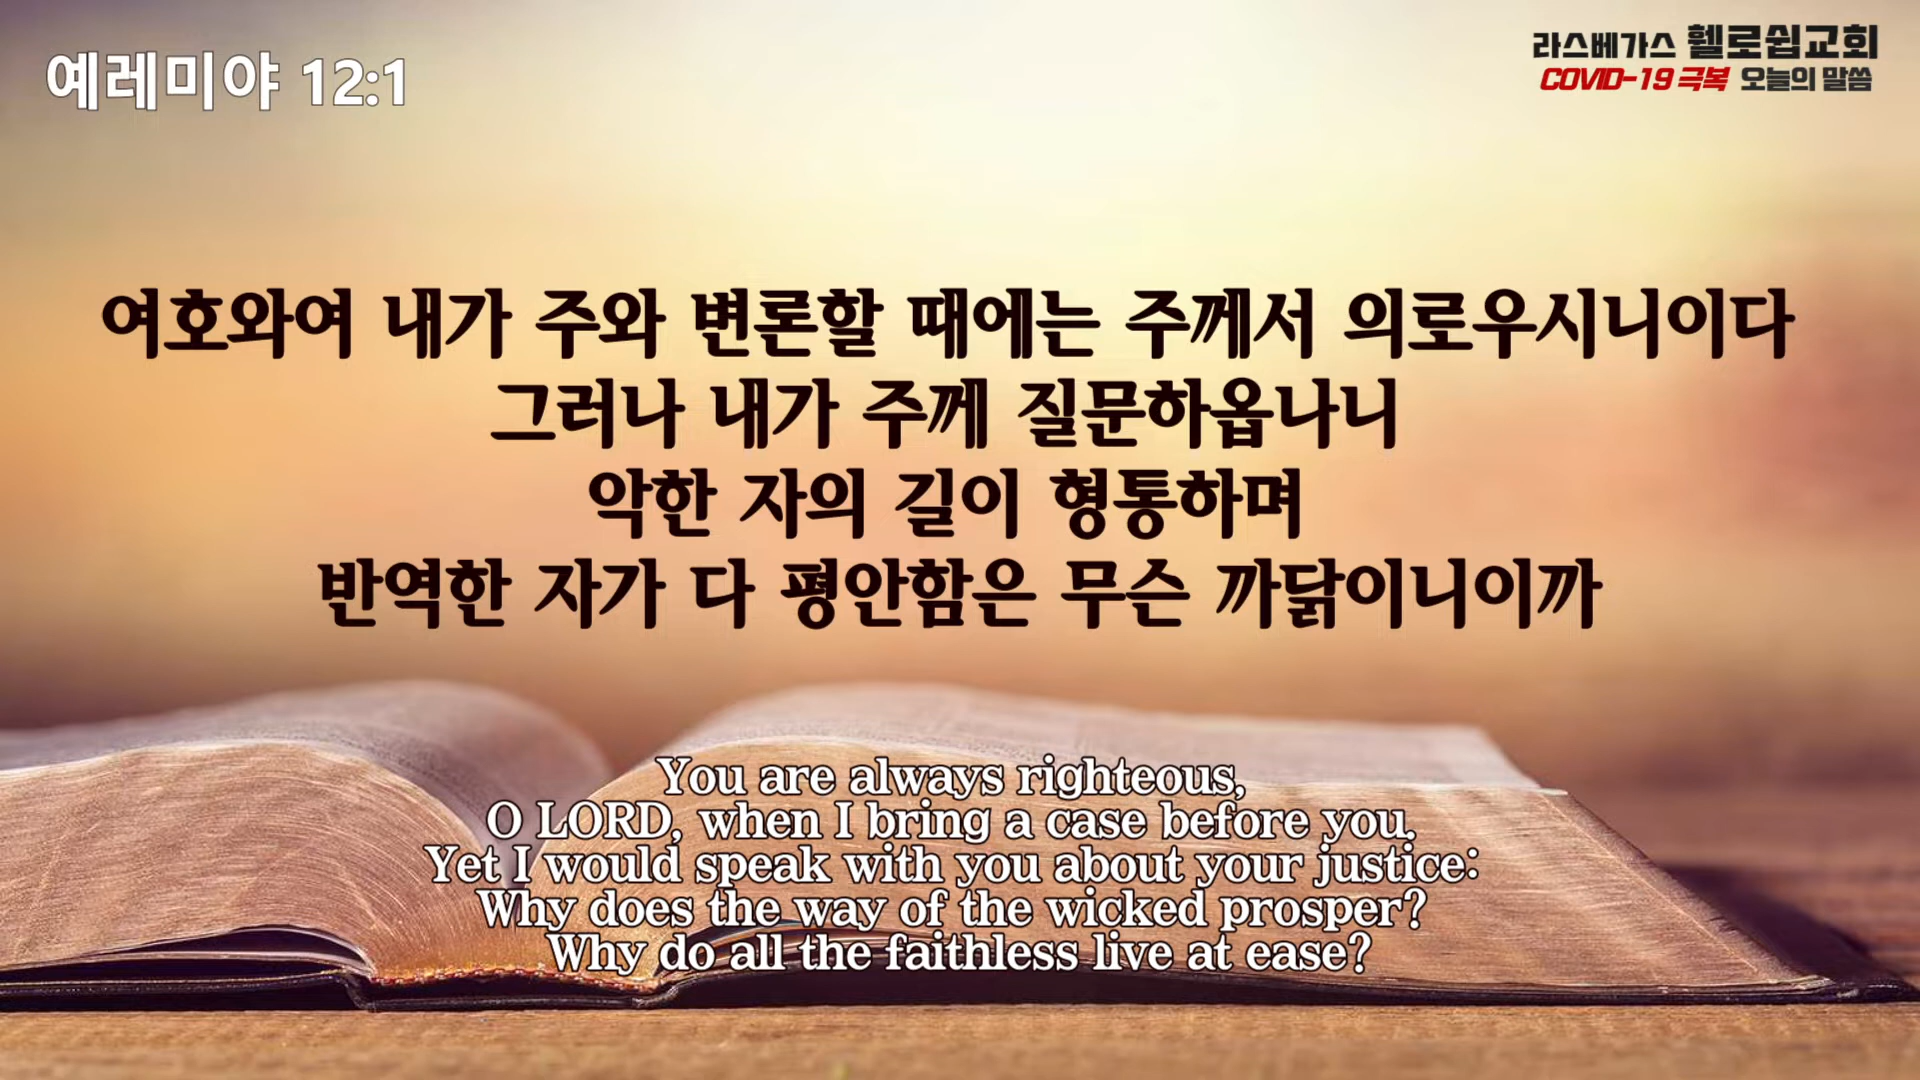 예레미야 12:1
라스베가스 휄로쉽교회
COVID-19 극복 오늘의 말씀
여호와여 내가 주와 변론할 때에는 주께서 의로우시니이다
그러나 내가 주께 질문하옵나니
악한 자의 길이 형통하며
반역한 자가 다 평안함은 무슨 까닭이니이까
You are always righteous,
O LORD, when I bring a case before you.
Yet I would speak with you about your justice:
Why does the way of the wicked prosper?
Why do all the faithless live at ease?